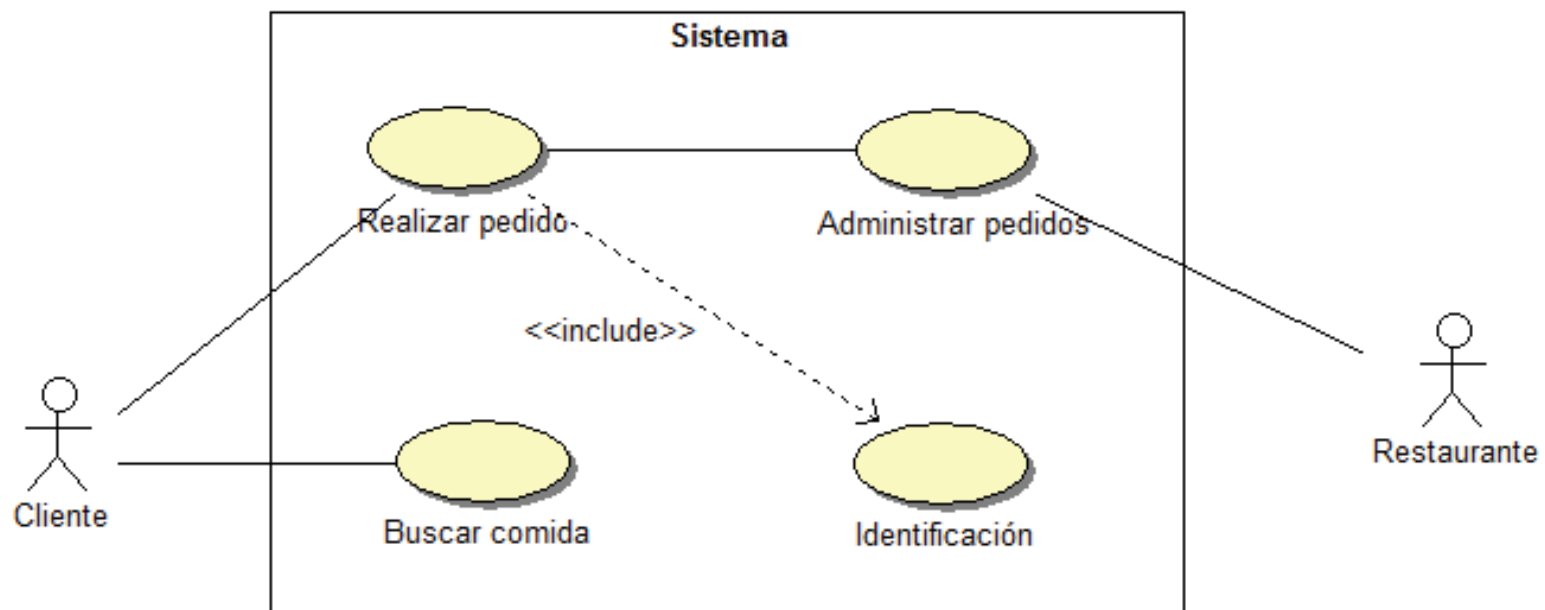 Sistema
Realizar pedido
Administrar pedidos
<<include>>
Cliente
Buscar comida
Identificación
Restaurante